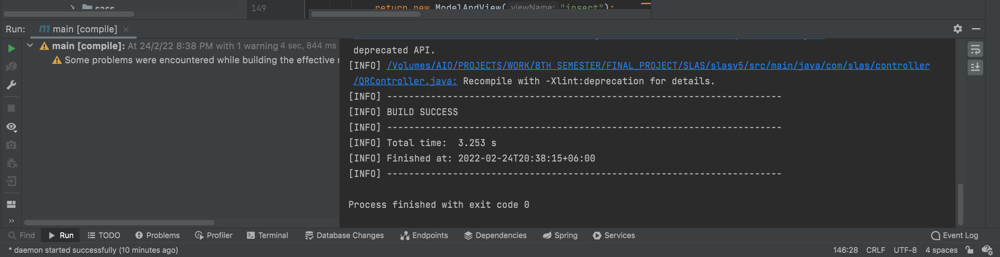 sass
149
return new ModelAndView( viewName: "insert");
Run:
m main [compile] ×
main [compile]: At 24/2/22 8:38 PM with 1 warning 4 sec, 844 ms
Some problems were encountered while building the effective
deprecated API.
[INFO] /Volumes/AIO/PROJECTS/WORK/8TH_SEMESTER/FINAL_PROJECT/SLAS/slasv5/src/main/java/com/slas/controller
/QRController.java: Recompile with -Xlint:deprecation for details.
[INFO] ------------------------------------------------------------------------
[INFO] BUILD SUCCESS
[INFO] ------------------------------------------------------------------------
[INFO] Total time:  3.253 s
[INFO] Finished at: 2022-02-24T20:38:15+06:00
[INFO] ------------------------------------------------------------------------
Process finished with exit code 0
Find Run TODO Problems Profiler Terminal Database Changes Endpoints Dependencies Spring Services Event Log
* daemon started successfully (10 minutes ago) 146:28 CRLF UTF-8 4 spaces